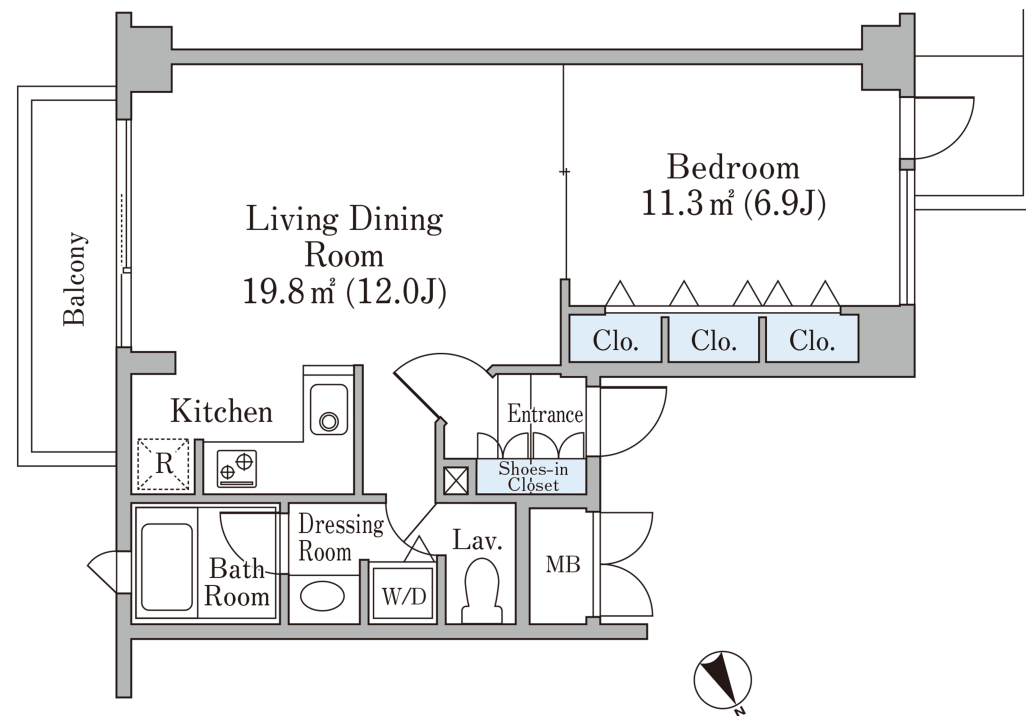 Bedroom
11.3㎡ (6.9J)
Living Dining
Room
19.8㎡ (12.0J)
Balcony
Clo.
Clo.
Clo.
Kitchen
Entrance
R
Shoes-in
Closet
Dressing
Room
Lav.
Bath
Room
W/D
MB
N